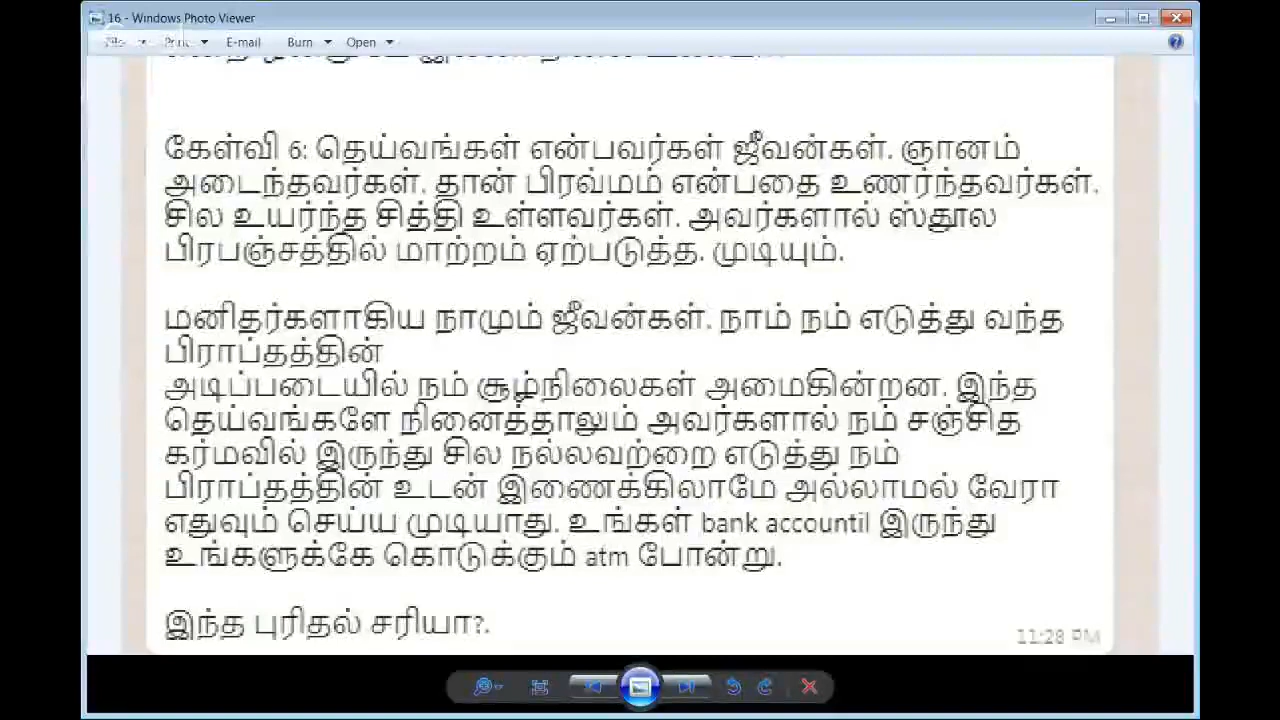 16 - Windows Photo Viewer
File Print E-mail Burn Open
கேள்வி 6: தெய்வங்கள் என்பவர்கள் ஜீவன்கள். ஞானம்
அடைந்தவர்கள். தான் பிரவ்மம் என்பதை உணர்ந்தவர்கள்.
சில உயர்ந்த சித்தி உள்ளவர்கள். அவர்களால் ஸ்தூல
பிரபஞ்சத்தில் மாற்றம் ஏற்படுத்த. முடியும்.
மனிதர்களாகிய நாமும் ஜீவன்கள். நாம் நம் எடுத்து வந்த
பிராப்தத்தின்
அடிப்படையில் நம் சூழ்நிலைகள் அமைகின்றன. இந்த
தெய்வங்களே நினைத்தாலும் அவர்களால் நம் சஞ்சித
கர்மவில் இருந்து சில நல்லவற்றை எடுத்து நம்
பிராப்தத்தின் உடன் இணைக்கிலாமே அல்லாமல் வேரா
எதுவும் செய்ய முடியாது. உங்கள் bank accountil இருந்து
உங்களுக்கே கொடுக்கும் atm போன்று.
இந்த புரிதல் சரியா?.
11:28 PM